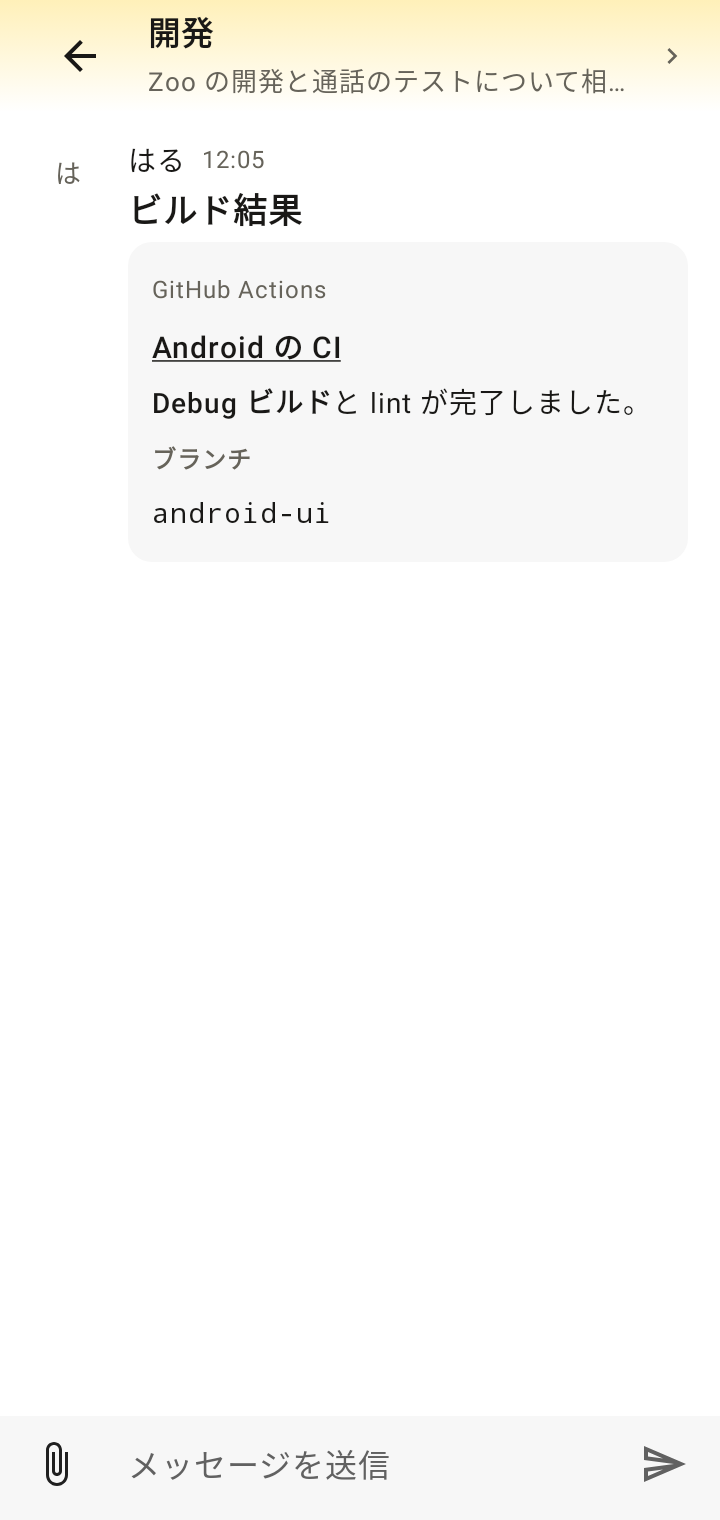 開発
Zoo の開発と通話のテストについて相…
は
はる 12:05
ビルド結果
GitHub Actions
Android の CI
Debug ビルドと lint が完了しました。
ブランチ
android-ui
メッセージを送信